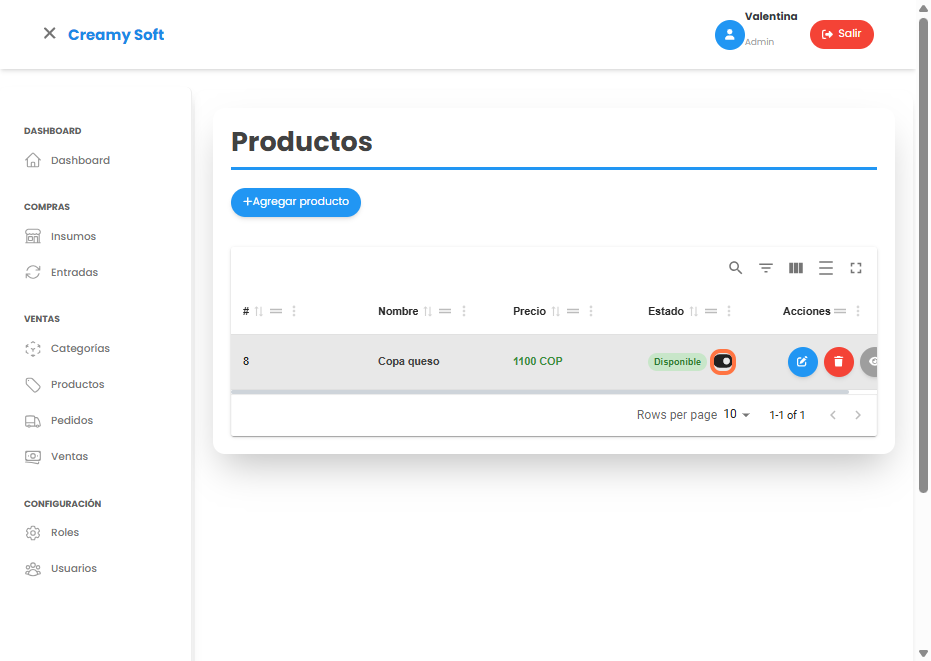 Creamy Soft
Valentina
Admin
Salir
DASHBOARD
Dashboard
COMPRAS
Insumos
Entradas
VENTAS
Categorías
Productos
Pedidos
Ventas
CONFIGURACIÓN
Roles
Usuarios
Productos
+Agregar producto
# Nombre Precio Estado Acciones
8 Copa queso 1100 COP Disponible
Rows per page 10 1-1 of 1